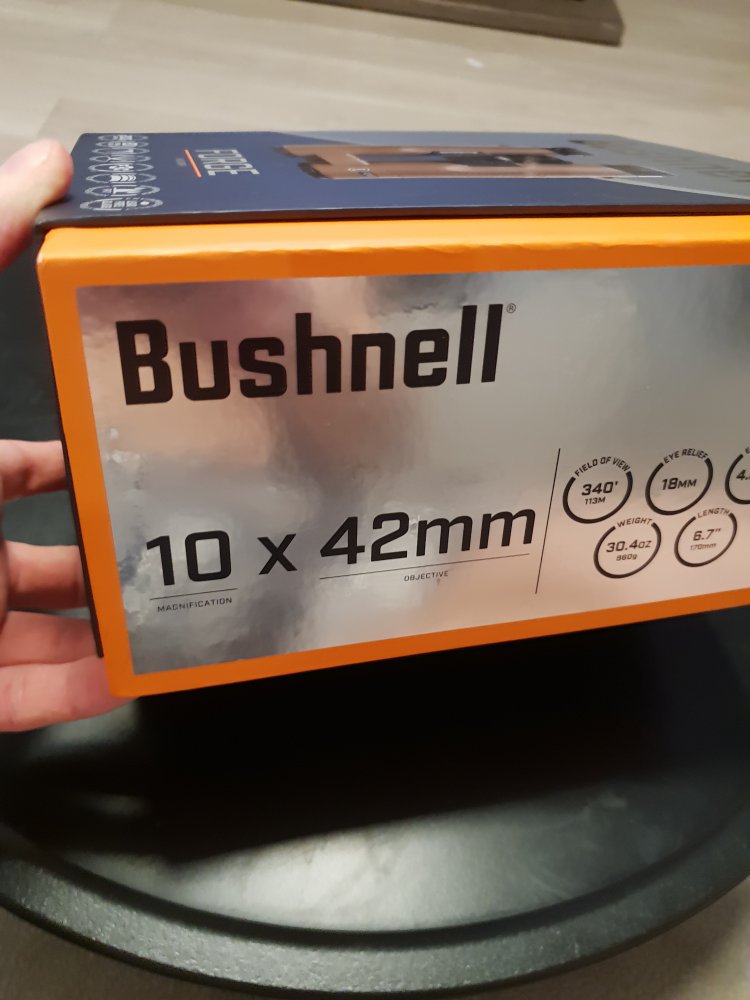 FORGE
Bushnell®
10 x 42mm
MAGNIFICATION
OBJECTIVE
FIELD OF VIEW
340'
113M
EYE RELIEF
18MM
4.
WEIGHT
30.4oz
860g
LENGTH
6.7"
170mm